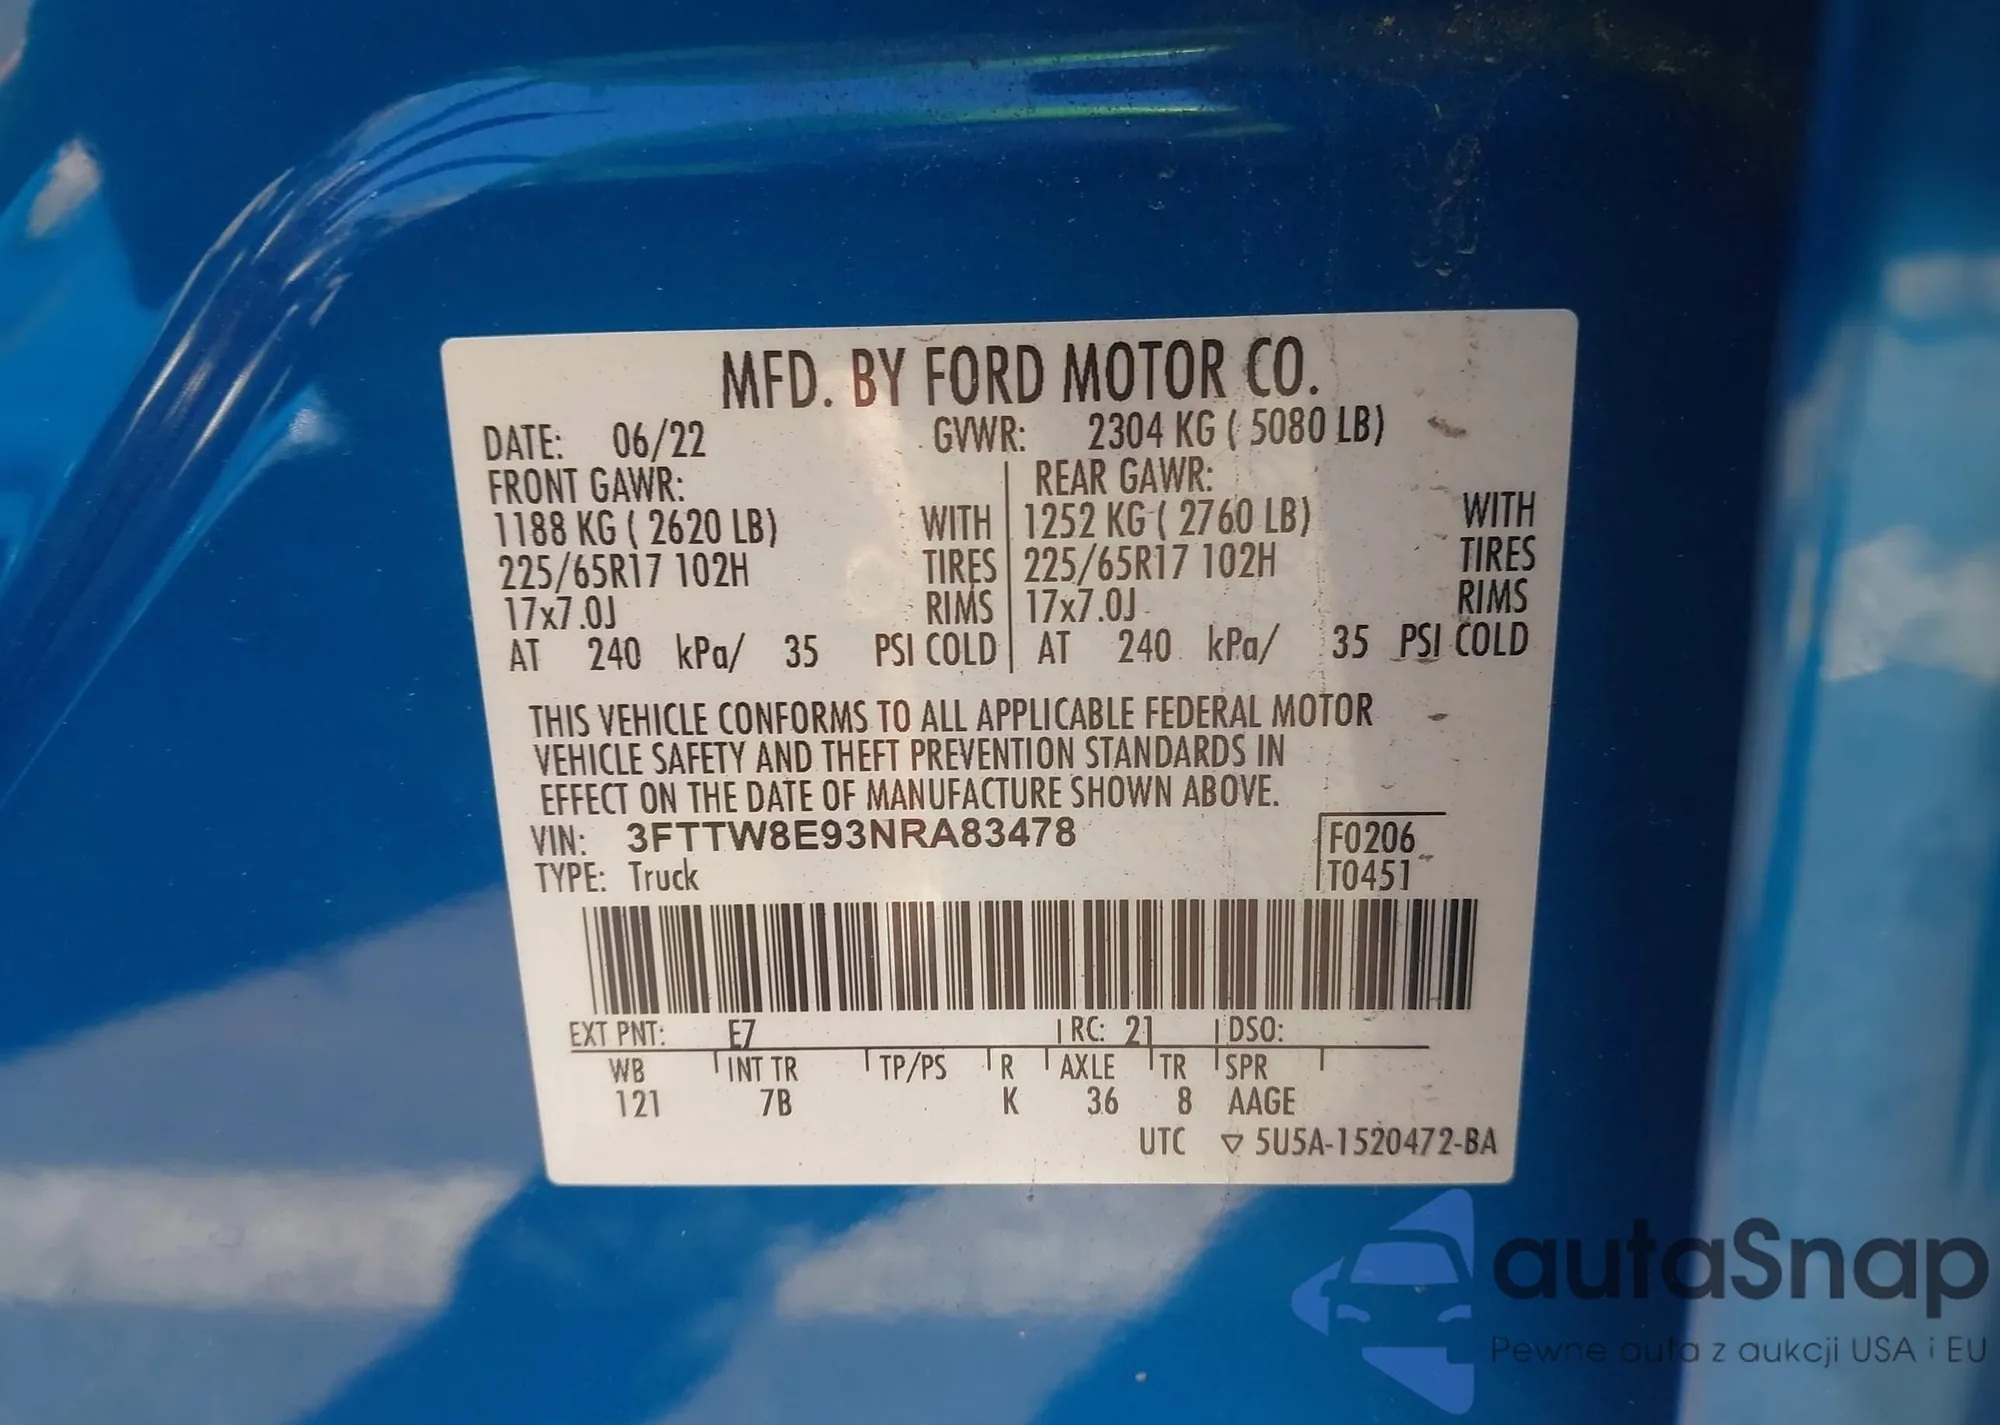 MFD. BY FORD MOTOR CO.
DATE: 06/22 GVWR: 2304 KG ( 5080 LB)
FRONT GAWR: REAR GAWR:
1188 KG ( 2620 LB) WITH 1252 KG ( 2760 LB) WITH
225/65R17 102H TIRES 225/65R17 102H TIRES
17x7.0J RIMS 17x7.0J RIMS
AT 240 kPa/ 35 PSI COLD AT 240 kPa/ 35 PSI COLD
THIS VEHICLE CONFORMS TO ALL APPLICABLE FEDERAL MOTOR
VEHICLE SAFETY AND THEFT PREVENTION STANDARDS IN
EFFECT ON THE DATE OF MANUFACTURE SHOWN ABOVE.
VIN: 3FTTW8E93NRA83478 F0206
TYPE: Truck T0451
EXT PNT: E7 RC: 21 DSO:
WB INT TR TP/PS R AXLE TR SPR
121 7B K 36 8 AAGE
UTC ▽ 5U5A-1520472-BA
autaSnap
Pewne auta z aukcji USA i EU